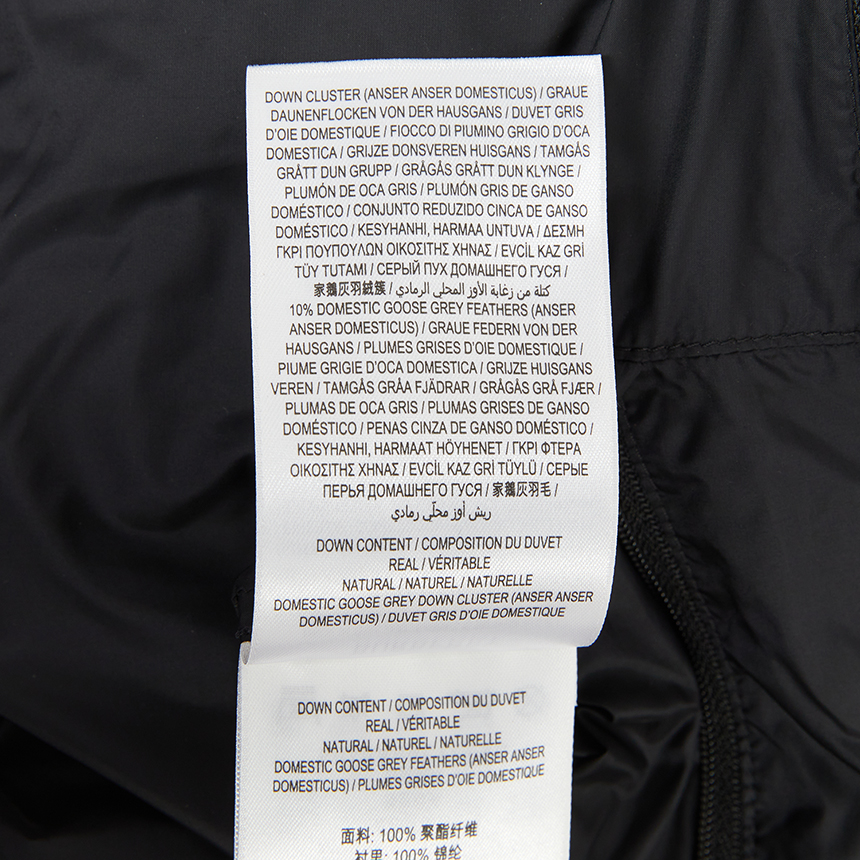 DOWN CLUSTER (ANSER ANSER DOMESTICUS) / GRAUE
DAUNENFLOCKEN VON DER HAUSGANS / DUVET GRIS
D'OIE DOMESTIQUE / FIOCCO DI PIUMINO GRIGIO D'OCA
DOMESTICA / GRIJZE DONSVEREN HUISGANS / TAMGÅS
GRÅTT DUN GRUPP / GRÅGÅS GRÅTT DUN KLYNGE /
PLUMÓN DE OCA GRIS / PLUMÓN GRIS DE GANSO
DOMÉSTICO / CONJUNTO REDUZIDO CINCA DE GANSO
DOMÉSTICO / KESYHANHI, HARMAA UNTUVA / ΔΕΣΜΗ
ΓΚΡΙ ΠΟΥΠΟΥΛΩΝ ΟΙΚΟΣΙΤΗΣ ΧΗΝΑΣ / EVCİL KAZ GRİ
TÜY TUTAMI / СЕРЫЙ ПУХ ДОМАШНЕГО ГУСЯ /
家鵝灰羽絨簇 / كتلة من زغابة الأوز المحلي الرمادي /
10% DOMESTIC GOOSE GREY FEATHERS (ANSER
ANSER DOMESTICUS) / GRAUE FEDERN VON DER
HAUSGANS / PLUMES GRISES D'OIE DOMESTIQUE /
PIUME GRIGIE D'OCA DOMESTICA / GRIJZE HUISGANS
VEREN / TAMGÅS GRÅA FJÄDRAR / GRÅGÅS GRÅ FJÆR /
PLUMAS DE OCA GRIS / PLUMAS GRISES DE GANSO
DOMÉSTICO / PENAS CINZA DE GANSO DOMÉSTICO /
KESYHANHI, HARMAAT HÖYHENET / ΓΚΡΙ ΦΤΕΡΑ
ΟΙΚΟΣΙΤΗΣ ΧΗΝΑΣ / EVCİL KAZ GRİ TÜYLÜ / СЕРЫЕ
ПЕРЬЯ ДОМАШНЕГО ГУСЯ / 家鵝灰羽毛 /
ريش أوز محلّي رمادي
DOWN CONTENT / COMPOSITION DU DUVET
REAL / VÉRITABLE
NATURAL / NATUREL / NATURELLE
DOMESTIC GOOSE GREY DOWN CLUSTER (ANSER ANSER
DOMESTICUS) / DUVET GRIS D'OIE DOMESTIQUE
DOWN CONTENT / COMPOSITION DU DUVET
REAL / VÉRITABLE
NATURAL / NATUREL / NATURELLE
DOMESTIC GOOSE GREY FEATHERS (ANSER ANSER
DOMESTICUS) / PLUMES GRISES D'OIE DOMESTIQUE
面料: 100% 聚酯纤维
衬里: 100% 锦纶